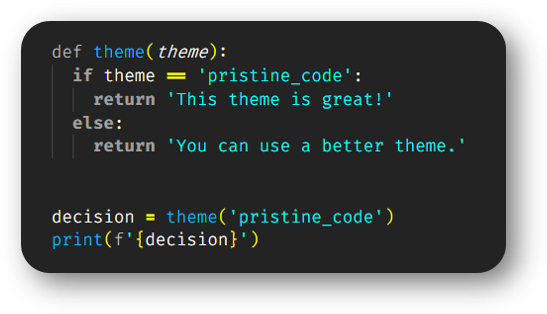 def theme(theme):
if theme == 'pristine_code':
return 'This theme is great!'
else:
return 'You can use a better theme.'
decision = theme('pristine_code')
print(f'{decision}')